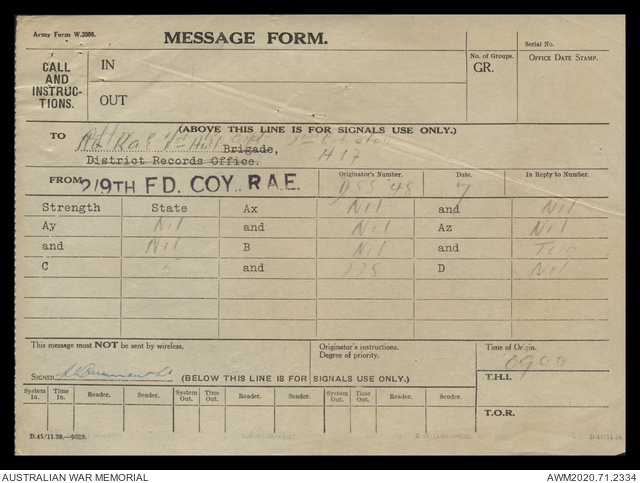 Army Form W.3006.
MESSAGE FORM.
Serial No.
CALL AND INSTRUC- TIONS.
IN
OUT
No. of Groups.
GR.
OFFICE DATE STAMP.
(ABOVE THIS LINE IS FOR SIGNALS USE ONLY.)
TO
Brigade,
District Records Office.
H 17
FROM 2/9TH FD. COY., R.A.E.
Originator's Number.
Date.
7
In Reply to Number.
Strength State Ax Nil and Nil
Ay Nil and Nil Az Nil
and Nil B Nil and Two
C and D Nil
This message must NOT be sent by wireless.
Originator's instructions.
Degree of priority.
Time of Origin.
0900
SIGNED
(BELOW THIS LINE IS FOR SIGNALS USE ONLY.)
T.H.I.
System In. Time In. Reader. Sender. System Out. Time Out. Reader. Sender. System Out. Time Out. Reader. Sender.
T.O.R.
D.45/11.39.—6823.
AUSTRALIAN WAR MEMORIAL
AWM2020.71.2334